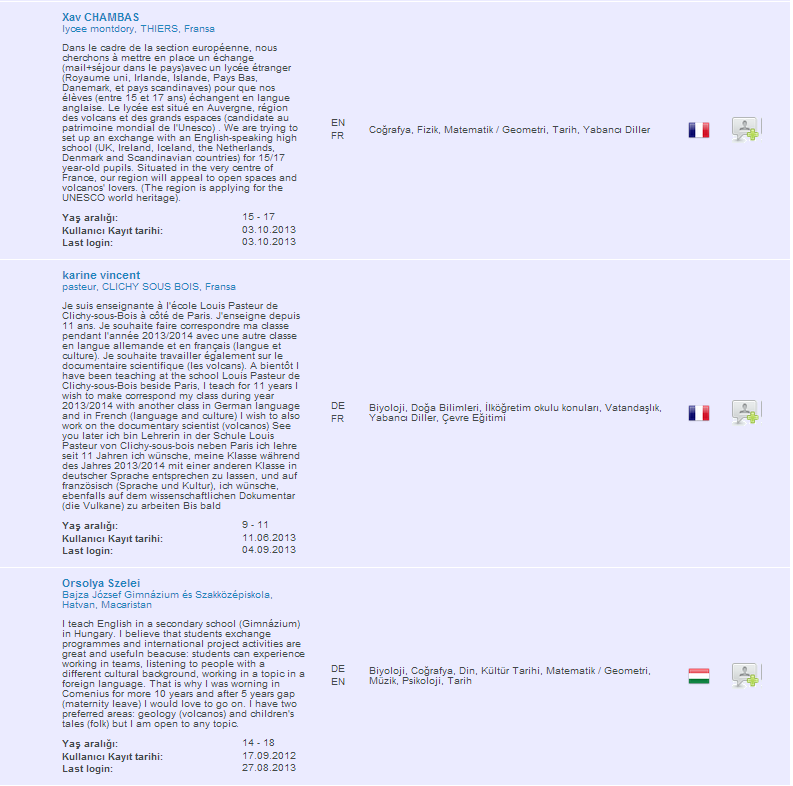 Xav CHAMBAS
lycee montdory, THIERS, Fransa
Dans le cadre de la section européenne, nous
cherchons à mettre en place un échange
(mail+séjour dans le pays)avec un lycée étranger
(Royaume uni, Irlande, Islande, Pays Bas,
Danemark, et pays scandinaves) pour que nos
élèves (entre 15 et 17 ans) échangent en langue
anglaise. Le lycée est situé en Auvergne, région
des volcans et des grands espaces (candidate au
patrimoine mondial de l'Unesco) . We are trying to
set up an exchange with an English-speaking high
school (UK, Ireland, Iceland, the Netherlands,
Denmark and Scandinavian countries) for 15/17
year-old pupils. Situated in the very centre of
France, our region will appeal to open spaces and
volcanos' lovers. (The region is applying for the
UNESCO world heritage).
Yaş aralığı: 15 - 17
Kullanıcı Kayıt tarihi: 03.10.2013
Last login: 03.10.2013
EN
FR
Coğrafya, Fizik, Matematik / Geometri, Tarih, Yabancı Diller
karine vincent
pasteur, CLICHY SOUS BOIS, Fransa
Je suis enseignante à l'école Louis Pasteur de
Clichy-sous-Bois à côté de Paris. J'enseigne depuis
11 ans. Je souhaite faire correspondre ma classe
pendant l'année 2013/2014 avec une autre classe
en langue allemande et en français (langue et
culture). Je souhaite travailler également sur le
documentaire scientifique (les volcans). A bientôt I
have been teaching at the school Louis Pasteur de
Clichy-sous-Bois beside Paris, I teach for 11 years I
wish to make correspond my class during year
2013/2014 with another class in German language
and in French (language and culture) I wish to also
work on the documentary scientist (volcanos) See
you later ich bin Lehrerin in der Schule Louis
Pasteur von Clichy-sous-bois neben Paris ich lehre
seit 11 Jahren ich wünsche, meine Klasse während
des Jahres 2013/2014 mit einer anderen Klasse in
deutscher Sprache entsprechen zu lassen, und auf
französisch (Sprache und Kultur), ich wünsche,
ebenfalls auf dem wissenschaftlichen Dokumentar
(die Vulkane) zu arbeiten Bis bald
Yaş aralığı: 9 - 11
Kullanıcı Kayıt tarihi: 11.06.2013
Last login: 04.09.2013
DE
FR
Biyoloji, Doğa Bilimleri, İlköğretim okulu konuları, Vatandaşlık,
Yabancı Diller, Çevre Eğitimi
Orsolya Szelei
Bajza József Gimnázium és Szakközépiskola,
Hatvan, Macaristan
I teach English in a secondary school (Gimnázium)
in Hungary. I believe that students exchange
programmes and international project activities are
great and usefuln beacuse: students can experience
working in teams, listening to people with a
different cultural background, working in a topic in a
foreign language. That is why I was worning in
Comenius for more 10 years and after 5 years gap
(maternity leave) I would love to go on. I have two
preferred areas: geology (volcanos) and children's
tales (folk) but I am open to any topic.
Yaş aralığı: 14 - 18
Kullanıcı Kayıt tarihi: 17.09.2012
Last login: 27.08.2013
DE
EN
Biyoloji, Coğrafya, Din, Kültür Tarihi, Matematik / Geometri,
Müzik, Psikoloji, Tarih